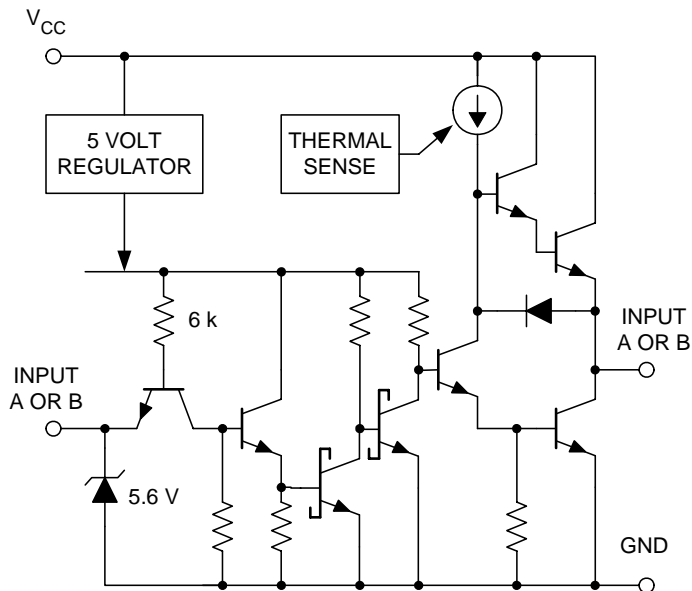 VCC
5 VOLT
REGULATOR
THERMAL
SENSE
6 k
INPUT
A OR B
INPUT
A OR B
5.6 V
GND